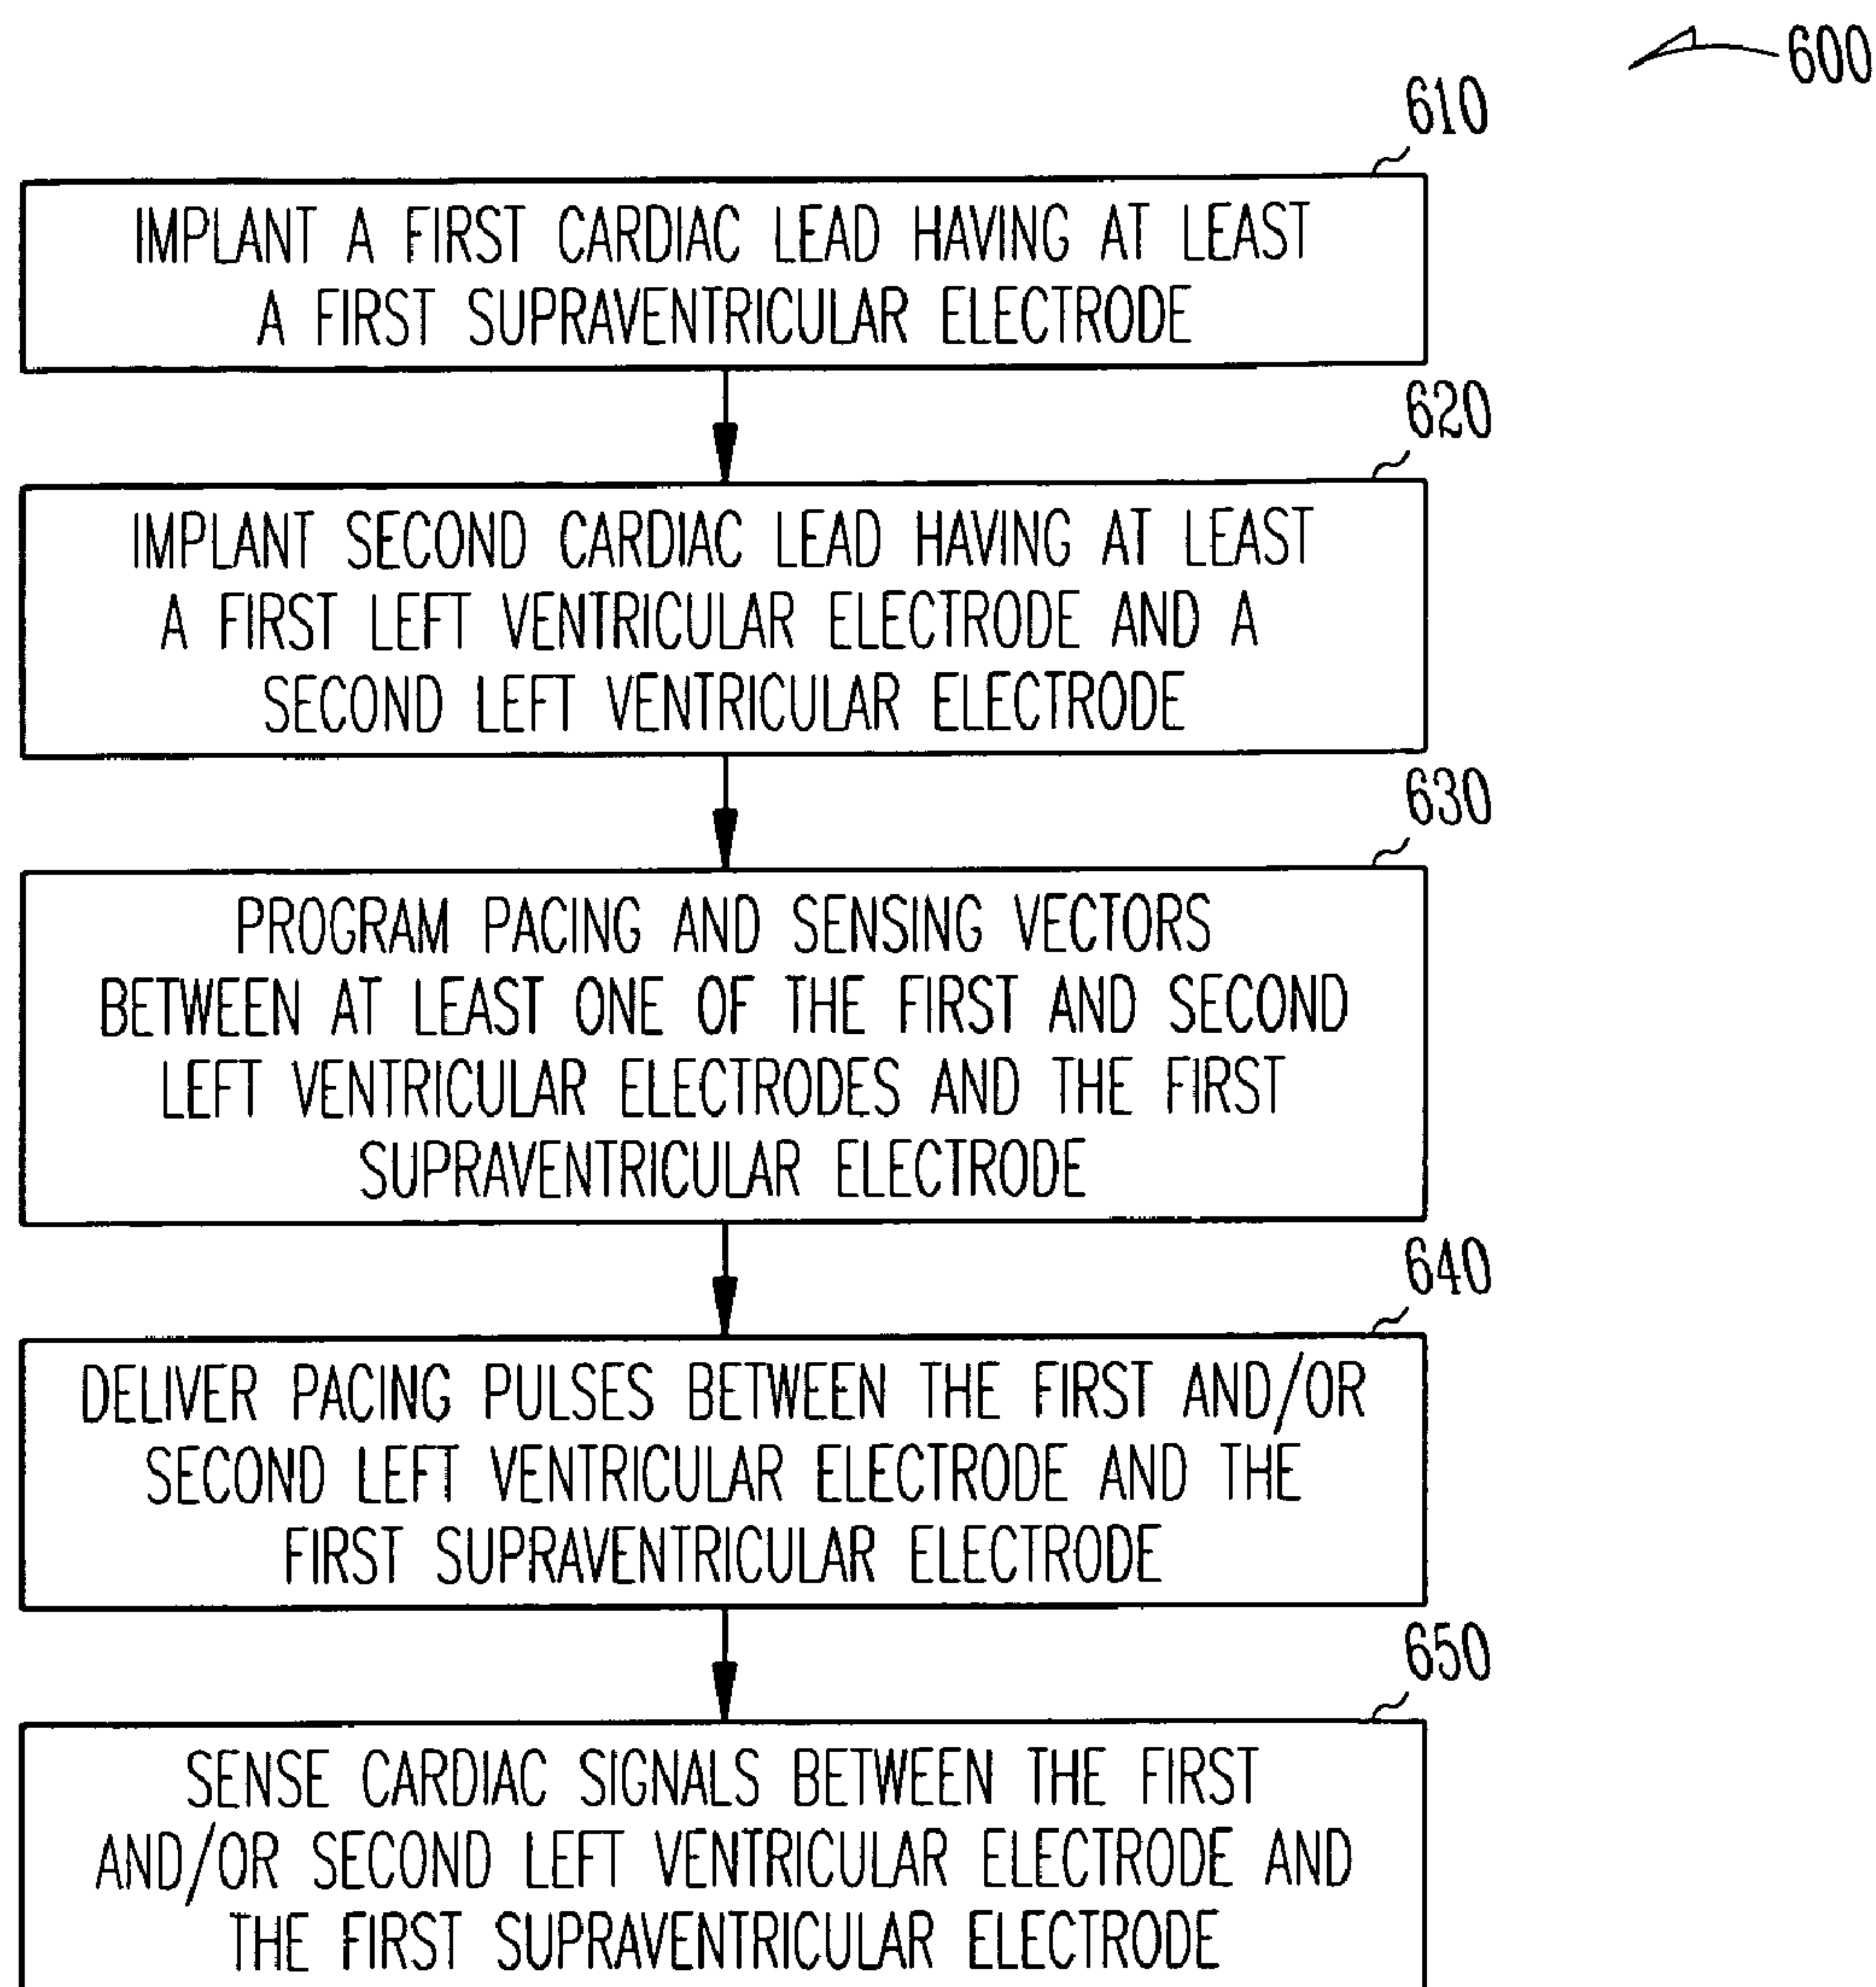 600
610
IMPLANT A FIRST CARDIAC LEAD HAVING AT LEAST
A FIRST SUPRAVENTRICULAR ELECTRODE
620
IMPLANT SECOND CARDIAC LEAD HAVING AT LEAST
A FIRST LEFT VENTRICULAR ELECTRODE AND A
SECOND LEFT VENTRICULAR ELECTRODE
630
PROGRAM PACING AND SENSING VECTORS
BETWEEN AT LEAST ONE OF THE FIRST AND SECOND
LEFT VENTRICULAR ELECTRODES AND THE FIRST
SUPRAVENTRICULAR ELECTRODE
640
DELIVER PACING PULSES BETWEEN THE FIRST AND/OR
SECOND LEFT VENTRICULAR ELECTRODE AND THE
FIRST SUPRAVENTRICULAR ELECTRODE
650
SENSE CARDIAC SIGNALS BETWEEN THE FIRST
AND/OR SECOND LEFT VENTRICULAR ELECTRODE AND
THE FIRST SUPRAVENTRICULAR ELECTRODE